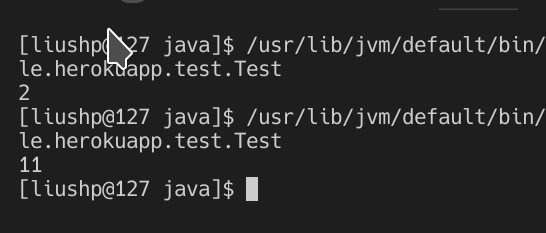 [liushp@127 java]$ /usr/lib/jvm/default/bin/
le.herokuapp.test.Test
2
[liushp@127 java]$ /usr/lib/jvm/default/bin/
le.herokuapp.test.Test
11
[liushp@127 java]$